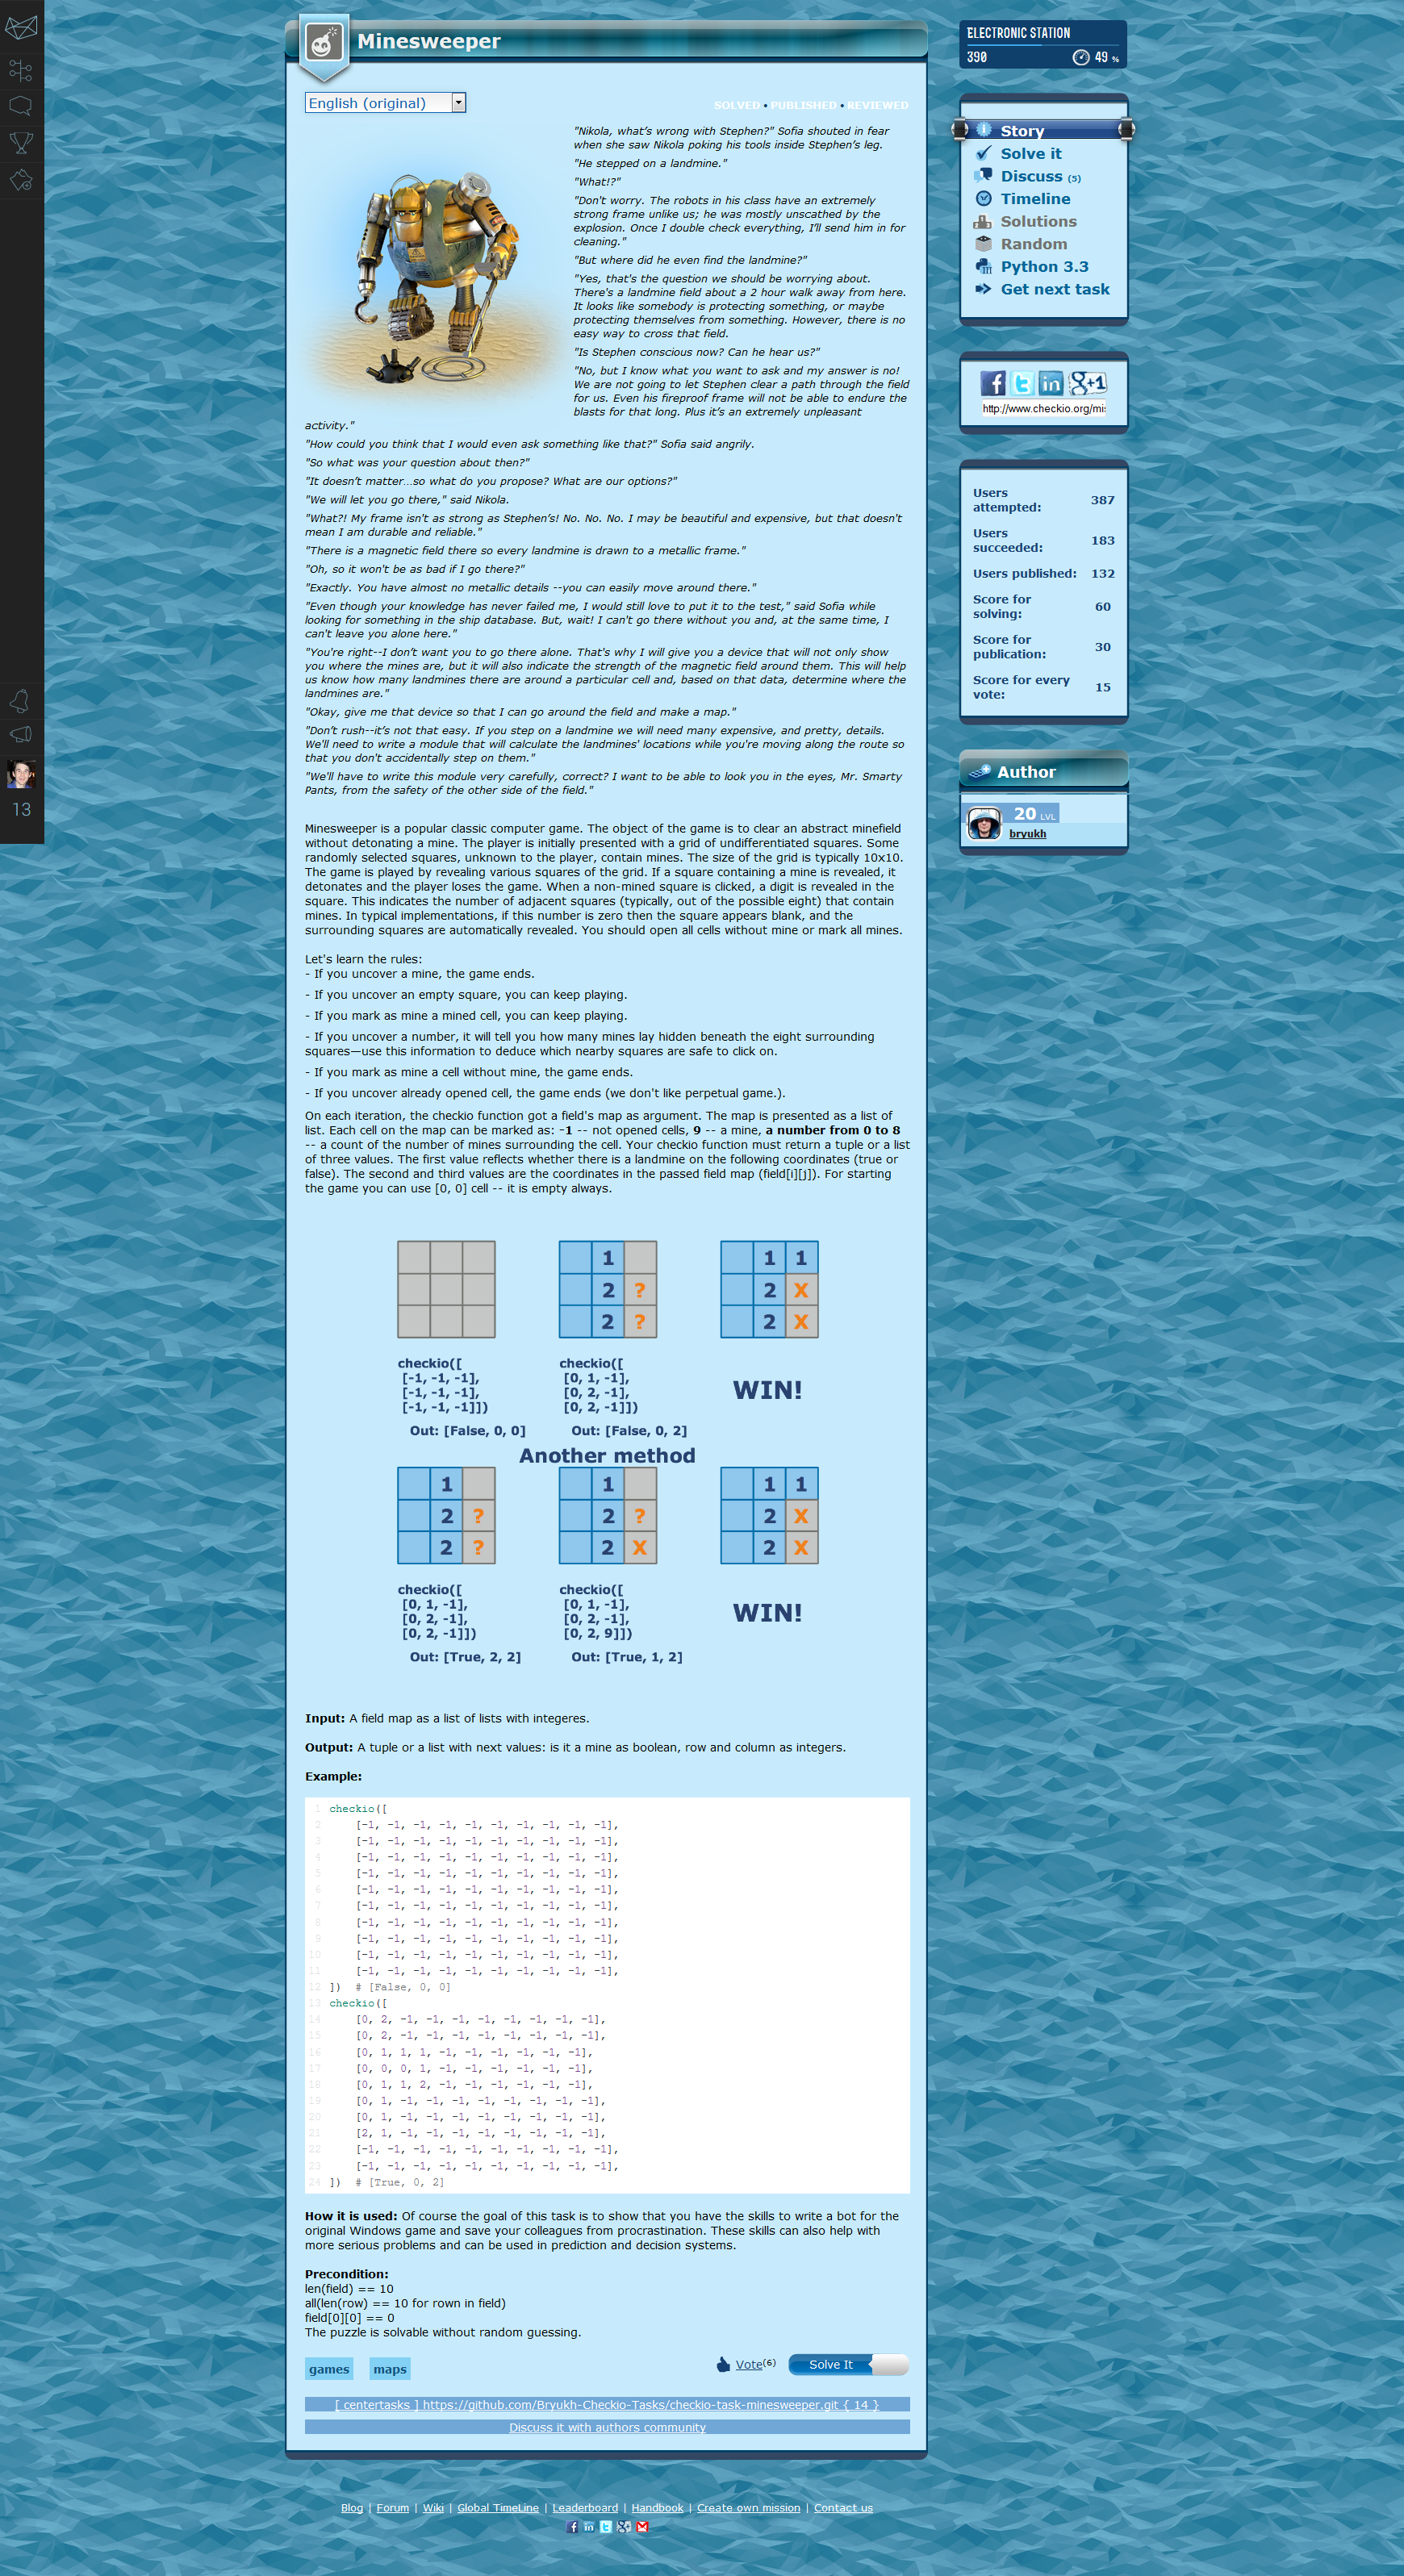 Minesweeper
English (original)
SOLVED • PUBLISHED • REVIEWED
"Nikola, what's wrong with Stephen?" Sofia shouted in fear
when she saw Nikola poking his tools inside Stephen's leg.
"He stepped on a landmine."
"What!?"
"Don't worry. The robots in his class have an extremely
strong frame unlike us; he was mostly unscathed by the
explosion. Once I double check everything, I'll send him in for
cleaning."
"But where did he even find the landmine?"
"Yes, that's the question we should be worrying about.
There's a landmine field about a 2 hour walk away from here.
It looks like somebody is protecting something, or maybe
protecting themselves from something. However, there is no
easy way to cross that field.
"Is Stephen conscious now? Can he hear us?"
"No, but I know what you want to ask and my answer is no!
We are not going to let Stephen clear a path through the field
for us. Even his fireproof frame will not be able to endure the
blasts for that long. Plus it's an extremely unpleasant
activity."
"How could you think that I would even ask something like that?" Sofia said angrily.
"So what was your question about then?"
"It doesn't matter...so what do you propose? What are our options?"
"We will let you go there," said Nikola.
"What?! My frame isn't as strong as Stephen's! No. No. No. I may be beautiful and expensive, but that doesn't
mean I am durable and reliable."
"There is a magnetic field there so every landmine is drawn to a metallic frame."
"Oh, so it won't be as bad if I go there?"
"Exactly. You have almost no metallic details --you can easily move around there."
"Even though your knowledge has never failed me, I would still love to put it to the test," said Sofia while
looking for something in the ship database. But, wait! I can't go there without you and, at the same time, I
can't leave you alone here."
"You're right--I don't want you to go there alone. That's why I will give you a device that will not only show
you where the mines are, but it will also indicate the strength of the magnetic field around them. This will help
us know how many landmines there are around a particular cell and, based on that data, determine where the
landmines are."
"Okay, give me that device so that I can go around the field and make a map."
"Don't rush--it's not that easy. If you step on a landmine we will need many expensive, and pretty, details.
We'll need to write a module that will calculate the landmines' locations while you're moving along the route so
that you don't accidentally step on them."
"We'll have to write this module very carefully, correct? I want to be able to look you in the eyes, Mr. Smarty
Pants, from the safety of the other side of the field."
Minesweeper is a popular classic computer game. The object of the game is to clear an abstract minefield
without detonating a mine. The player is initially presented with a grid of undifferentiated squares. Some
randomly selected squares, unknown to the player, contain mines. The size of the grid is typically 10x10.
The game is played by revealing various squares of the grid. If a square containing a mine is revealed, it
detonates and the player loses the game. When a non-mined square is clicked, a digit is revealed in the
square. This indicates the number of adjacent squares (typically, out of the possible eight) that contain
mines. In typical implementations, if this number is zero then the square appears blank, and the
surrounding squares are automatically revealed. You should open all cells without mine or mark all mines.
Let's learn the rules:
- If you uncover a mine, the game ends.
- If you uncover an empty square, you can keep playing.
- If you mark as mine a mined cell, you can keep playing.
- If you uncover a number, it will tell you how many mines lay hidden beneath the eight surrounding
squares—use this information to deduce which nearby squares are safe to click on.
- If you mark as mine a cell without mine, the game ends.
- If you uncover already opened cell, the game ends (we don't like perpetual game.).
On each iteration, the checkio function got a field's map as argument. The map is presented as a list of
list. Each cell on the map can be marked as: -1 -- not opened cells, 9 -- a mine, a number from 0 to 8
-- a count of the number of mines surrounding the cell. Your checkio function must return a tuple or a list
of three values. The first value reflects whether there is a landmine on the following coordinates (true or
false). The second and third values are the coordinates in the passed field map (field[i][j]). For starting
the game you can use [0, 0] cell -- it is empty always.
1 1 1
2 ? 2 X
2 ? 2 X
checkio([ checkio([
[-1, -1, -1], [0, 1, -1],
[-1, -1, -1], [0, 2, -1], WIN!
[-1, -1, -1]]) [0, 2, -1]])
Out: [False, 0, 0] Out: [False, 0, 2]
Another method
1 1 1 1
2 ? 2 ? 2 X
2 ? 2 X 2 X
checkio([ checkio([
[0, 1, -1], [0, 1, -1],
[0, 2, -1], [0, 2, -1], WIN!
[0, 2, -1]]) [0, 2, 9]])
Out: [True, 2, 2] Out: [True, 1, 2]
Input: A field map as a list of lists with integeres.
Output: A tuple or a list with next values: is it a mine as boolean, row and column as integers.
Example:
1 checkio([
2 [-1, -1, -1, -1, -1, -1, -1, -1, -1, -1],
3 [-1, -1, -1, -1, -1, -1, -1, -1, -1, -1],
4 [-1, -1, -1, -1, -1, -1, -1, -1, -1, -1],
5 [-1, -1, -1, -1, -1, -1, -1, -1, -1, -1],
6 [-1, -1, -1, -1, -1, -1, -1, -1, -1, -1],
7 [-1, -1, -1, -1, -1, -1, -1, -1, -1, -1],
8 [-1, -1, -1, -1, -1, -1, -1, -1, -1, -1],
9 [-1, -1, -1, -1, -1, -1, -1, -1, -1, -1],
10 [-1, -1, -1, -1, -1, -1, -1, -1, -1, -1],
11 [-1, -1, -1, -1, -1, -1, -1, -1, -1, -1],
12 ]) # [False, 0, 0]
13 checkio([
14 [0, 2, -1, -1, -1, -1, -1, -1, -1, -1],
15 [0, 2, -1, -1, -1, -1, -1, -1, -1, -1],
16 [0, 1, 1, 1, -1, -1, -1, -1, -1, -1],
17 [0, 0, 0, 1, -1, -1, -1, -1, -1, -1],
18 [0, 1, 1, 2, -1, -1, -1, -1, -1, -1],
19 [0, 1, -1, -1, -1, -1, -1, -1, -1, -1],
20 [0, 1, -1, -1, -1, -1, -1, -1, -1, -1],
21 [2, 1, -1, -1, -1, -1, -1, -1, -1, -1],
22 [-1, -1, -1, -1, -1, -1, -1, -1, -1, -1],
23 [-1, -1, -1, -1, -1, -1, -1, -1, -1, -1],
24 ]) # [True, 0, 2]
How it is used: Of course the goal of this task is to show that you have the skills to write a bot for the
original Windows game and save your colleagues from procrastination. These skills can also help with
more serious problems and can be used in prediction and decision systems.
Precondition:
len(field) == 10
all(len(row) == 10 for rown in field)
field[0][0] == 0
The puzzle is solvable without random guessing.
games maps
Vote(6) Solve It
[ centertasks ] https://github.com/Bryukh-Checkio-Tasks/checkio-task-minesweeper.git { 14 }
Discuss it with authors community
ELECTRONIC STATION
390 49 %
Story
Solve it
Discuss (5)
Timeline
Solutions
Random
Python 3.3
Get next task
g+1
http://www.checkio.org/mi
Users
attempted: 387
Users
succeeded: 183
Users published: 132
Score for
solving: 60
Score for
publication: 30
Score for every
vote: 15
Author
20 LVL
bryukh
13
Blog | Forum | Wiki | Global TimeLine | Leaderboard | Handbook | Create own mission | Contact us